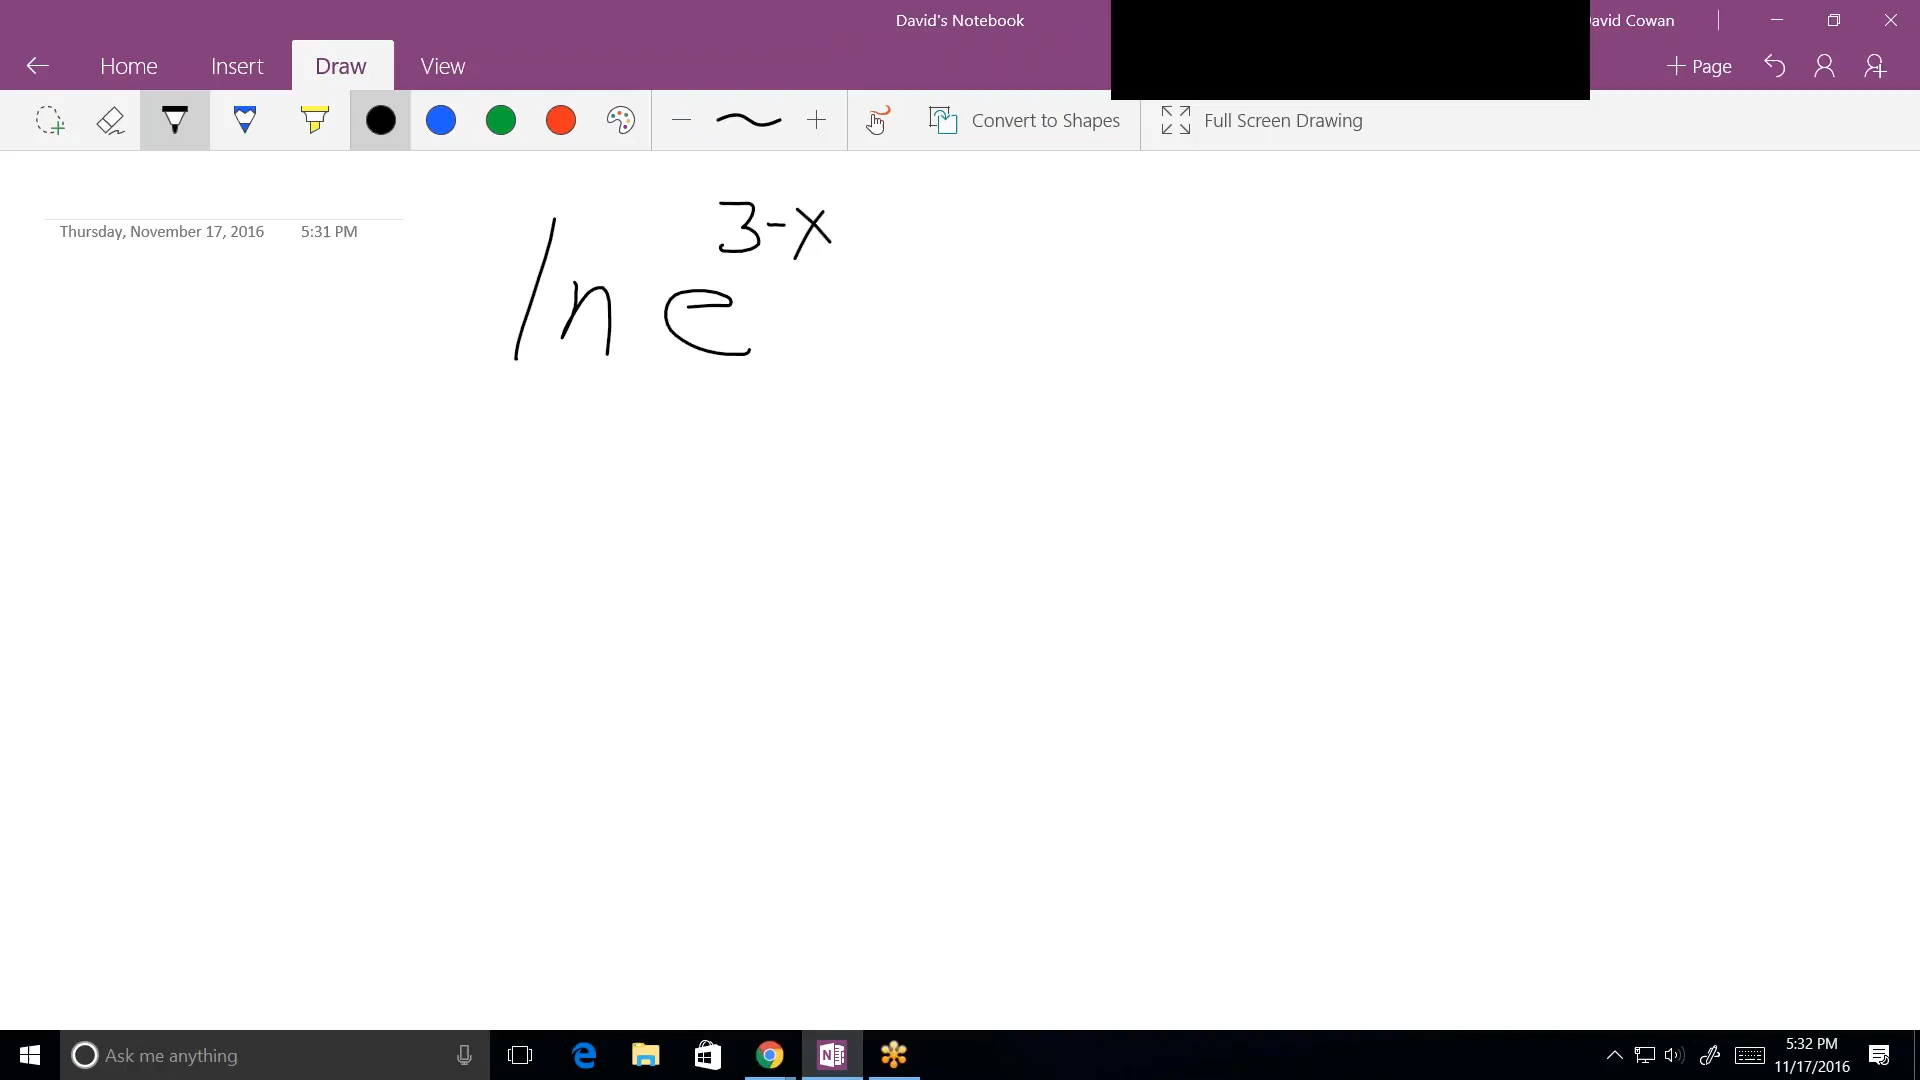 David's Notebook
avid Cowan
Home Insert Draw View
Page
Convert to Shapes
Full Screen Drawing
Thursday, November 17, 2016 5:31 PM
ln e^{3-x}
Ask me anything
N
5:32 PM
11/17/2016